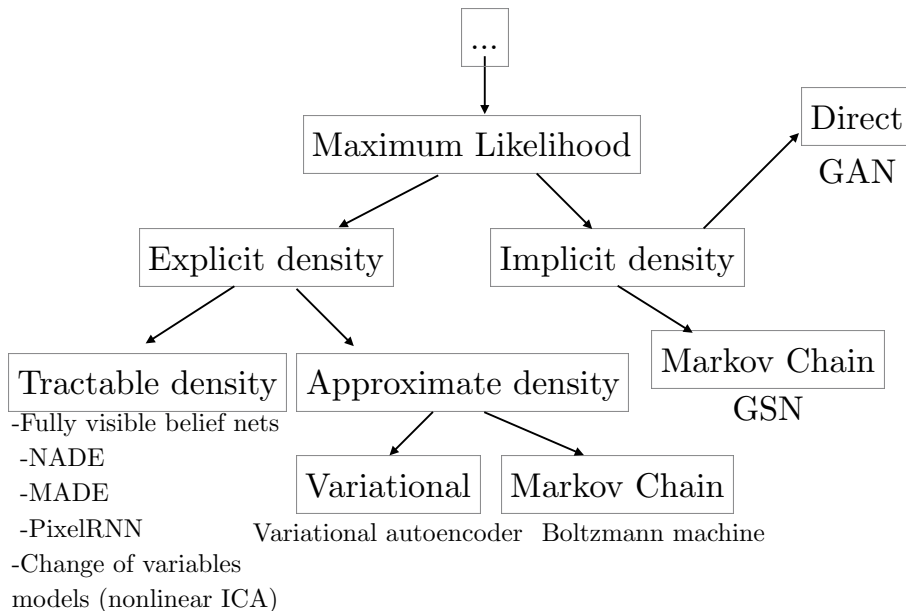 ...
Maximum Likelihood
Direct
GAN
Explicit density
Implicit density
Markov Chain
GSN
Tractable density
-Fully visible belief nets
-NADE
-MADE
-PixelRNN
-Change of variables
models (nonlinear ICA)
Approximate density
Variational
Variational autoencoder
Markov Chain
Boltzmann machine